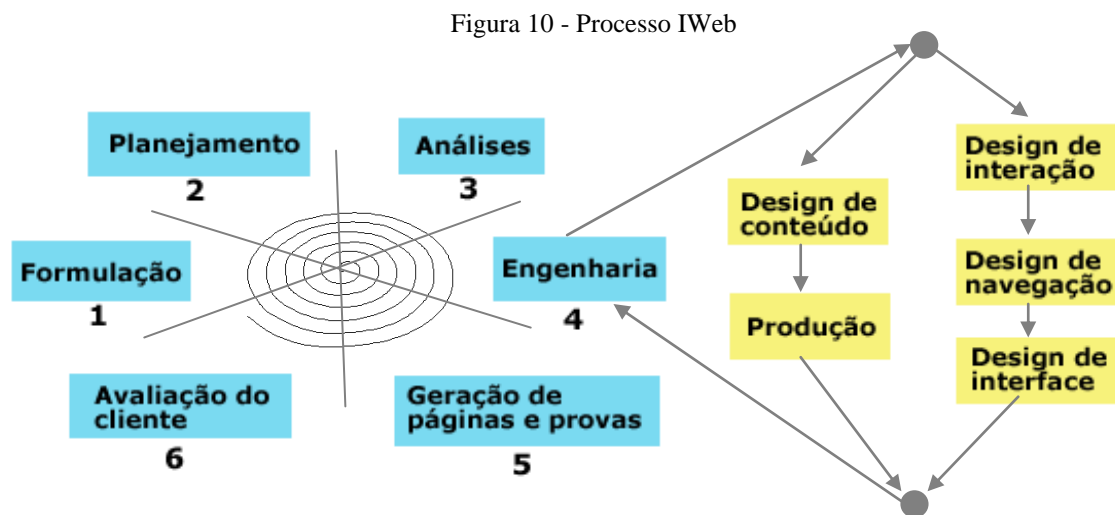 Figura 10 - Processo IWeb
Planejamento
2
Análises
3
Formulação
1
Engenharia
4
Avaliação do
cliente
6
Geração de
páginas e provas
5
Design de
conteúdo
Produção
Design de
interação
Design de
navegação
Design de
interface